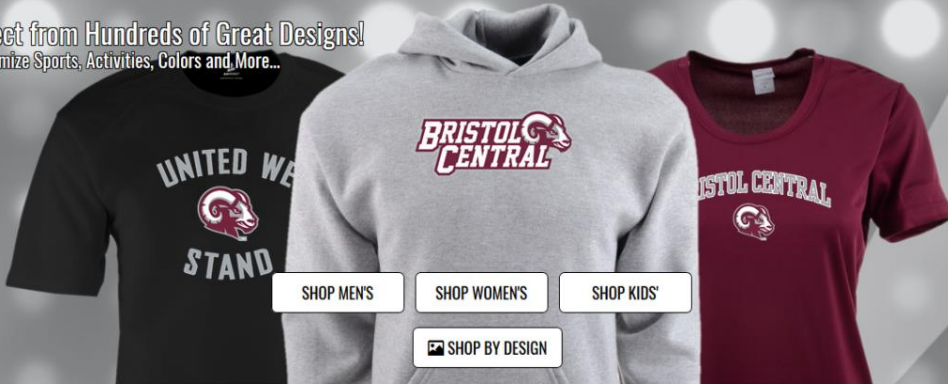 ect from Hundreds of Great Designs!
mize Sports, Activities, Colors and More...
UNITED WE
STAND
BRISTOL
CENTRAL
ISTOL CENTRAL
SHOP MEN'S
SHOP WOMEN'S
SHOP KIDS'
SHOP BY DESIGN